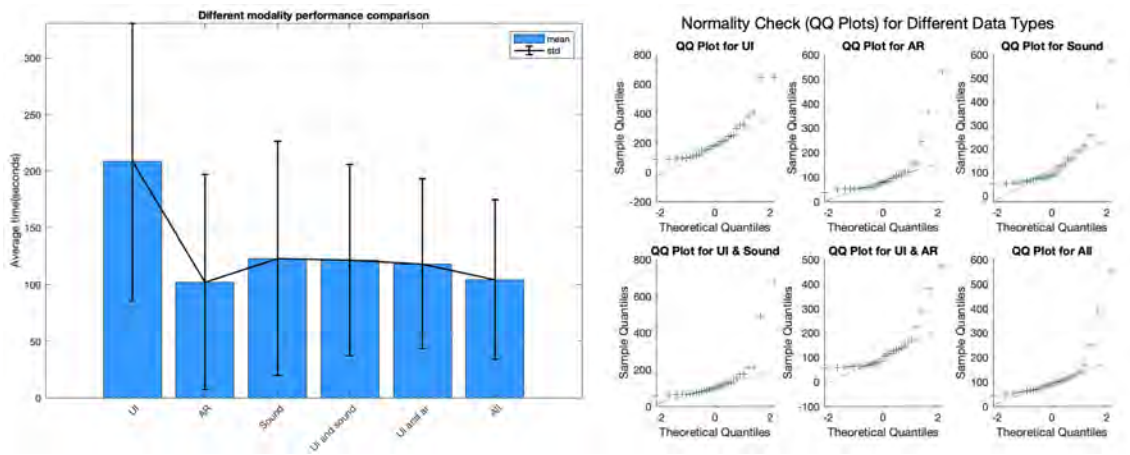 Different modality performance comparison
mean
std
300
250
200
150
100
50
0
Average time(seconds)
UI
AR
Sound
Ui and sound
Ui and ar
All
Normality Check (QQ Plots) for Different Data Types
QQ Plot for UI
800
600
400
200
0
-200
Sample Quantiles
-2 0 2
Theoretical Quantiles
QQ Plot for AR
600
500
400
300
200
100
0
Sample Quantiles
-2 0 2
Theoretical Quantiles
QQ Plot for Sound
600
500
400
300
200
100
0
Sample Quantiles
-2 0 2
Theoretical Quantiles
QQ Plot for UI & Sound
800
600
400
200
0
Sample Quantiles
-2 0 2
Theoretical Quantiles
QQ Plot for UI & AR
500
400
300
200
100
0
-100
Sample Quantiles
-2 0 2
Theoretical Quantiles
QQ Plot for All
600
500
400
300
200
100
0
Sample Quantiles
-2 0 2
Theoretical Quantiles